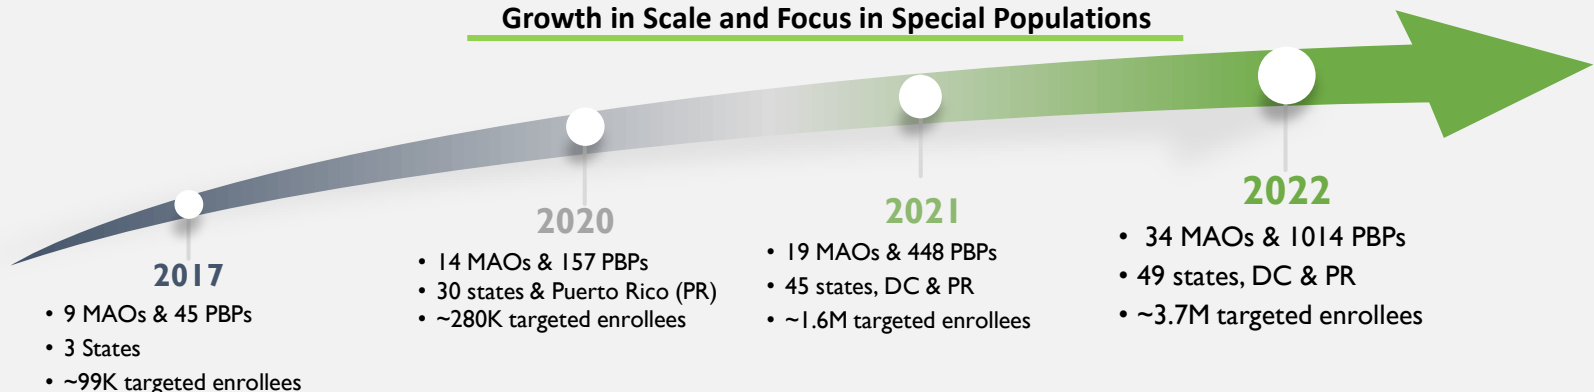 Growth in Scale and Focus in Special Populations
2017
• 9 MAOs & 45 PBPs
• 3 States
• ~99K targeted enrollees
2020
• 14 MAOs & 157 PBPs
• 30 states & Puerto Rico (PR)
• ~280K targeted enrollees
2021
• 19 MAOs & 448 PBPs
• 45 states, DC & PR
• ~1.6M targeted enrollees
2022
• 34 MAOs & 1014 PBPs
• 49 states, DC & PR
• ~3.7M targeted enrollees